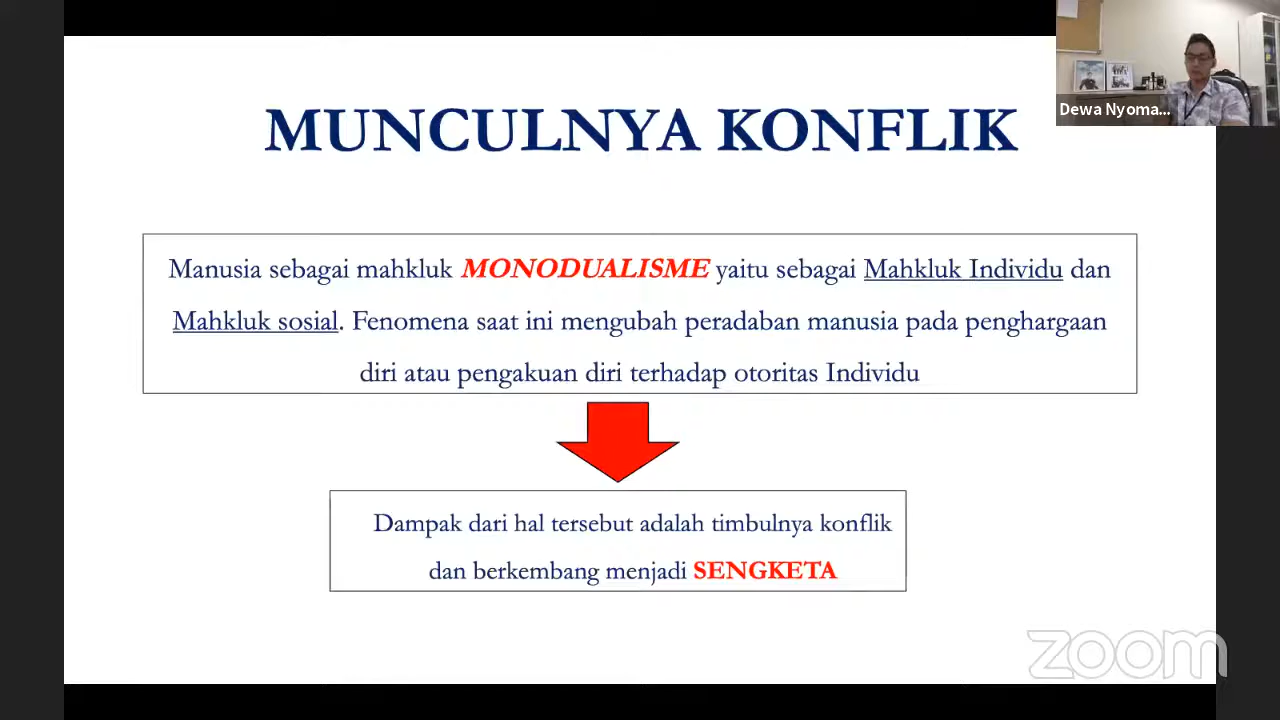 MUNCULNYA KONFLIK
Manusia sebagai mahkluk MONODUALISME yaitu sebagai Mahkluk Individu dan
Mahkluk sosial. Fenomena saat ini mengubah peradaban manusia pada penghargaan
diri atau pengakuan diri terhadap otoritas Individu
Dampak dari hal tersebut adalah timbulnya konflik
dan berkembang menjadi SENGKETA
Dewa Nyoma...
zoom